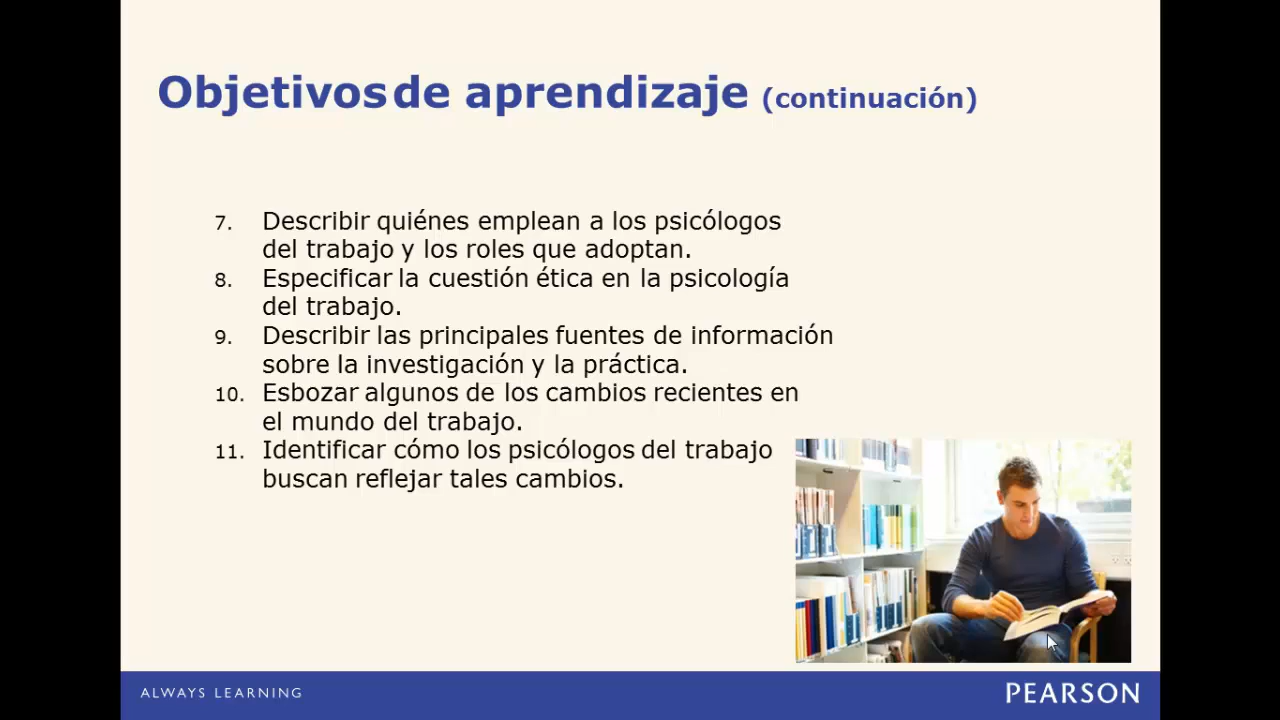 Objetivos de aprendizaje (continuación)
7. Describir quiénes emplean a los psicólogos
del trabajo y los roles que adoptan.
8. Especificar la cuestión ética en la psicología
del trabajo.
9. Describir las principales fuentes de información
sobre la investigación y la práctica.
10. Esbozar algunos de los cambios recientes en
el mundo del trabajo.
11. Identificar cómo los psicólogos del trabajo
buscan reflejar tales cambios.
ALWAYS LEARNING
PEARSON